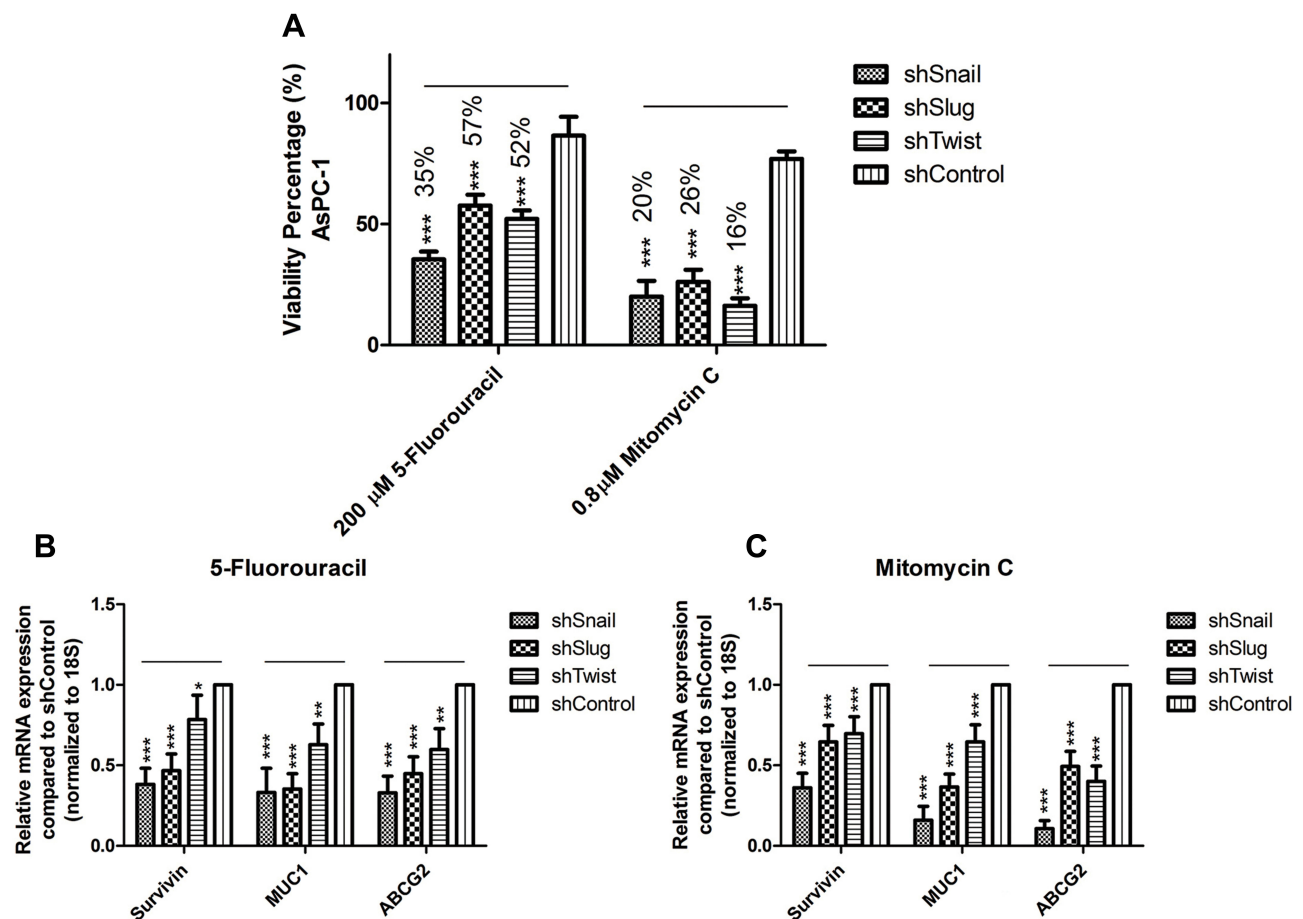 A
Viability Percentage (%)
AsPC-1
100
50
0
35%
***
57%
***
52%
***
20%
***
26%
***
16%
***
200 μM 5-Fluorouracil
0.8μM Mitomycin C
shSnail
shSlug
shTwist
shControl
B
5-Fluorouracil
Relative mRNA expression
compared to shControl
(normalized to 18S)
1.5
1.0
0.5
0.0
***
***
*
***
***
**
***
***
**
Survivin
MUC1
ABCG2
shSnail
shSlug
shTwist
shControl
C
Mitomycin C
Relative mRNA expression
compared to shControl
(normalized to 18S)
1.5
1.0
0.5
0.0
***
***
***
***
***
***
***
***
***
Survivin
MUC1
ABCG2
shSnail
shSlug
shTwist
shControl